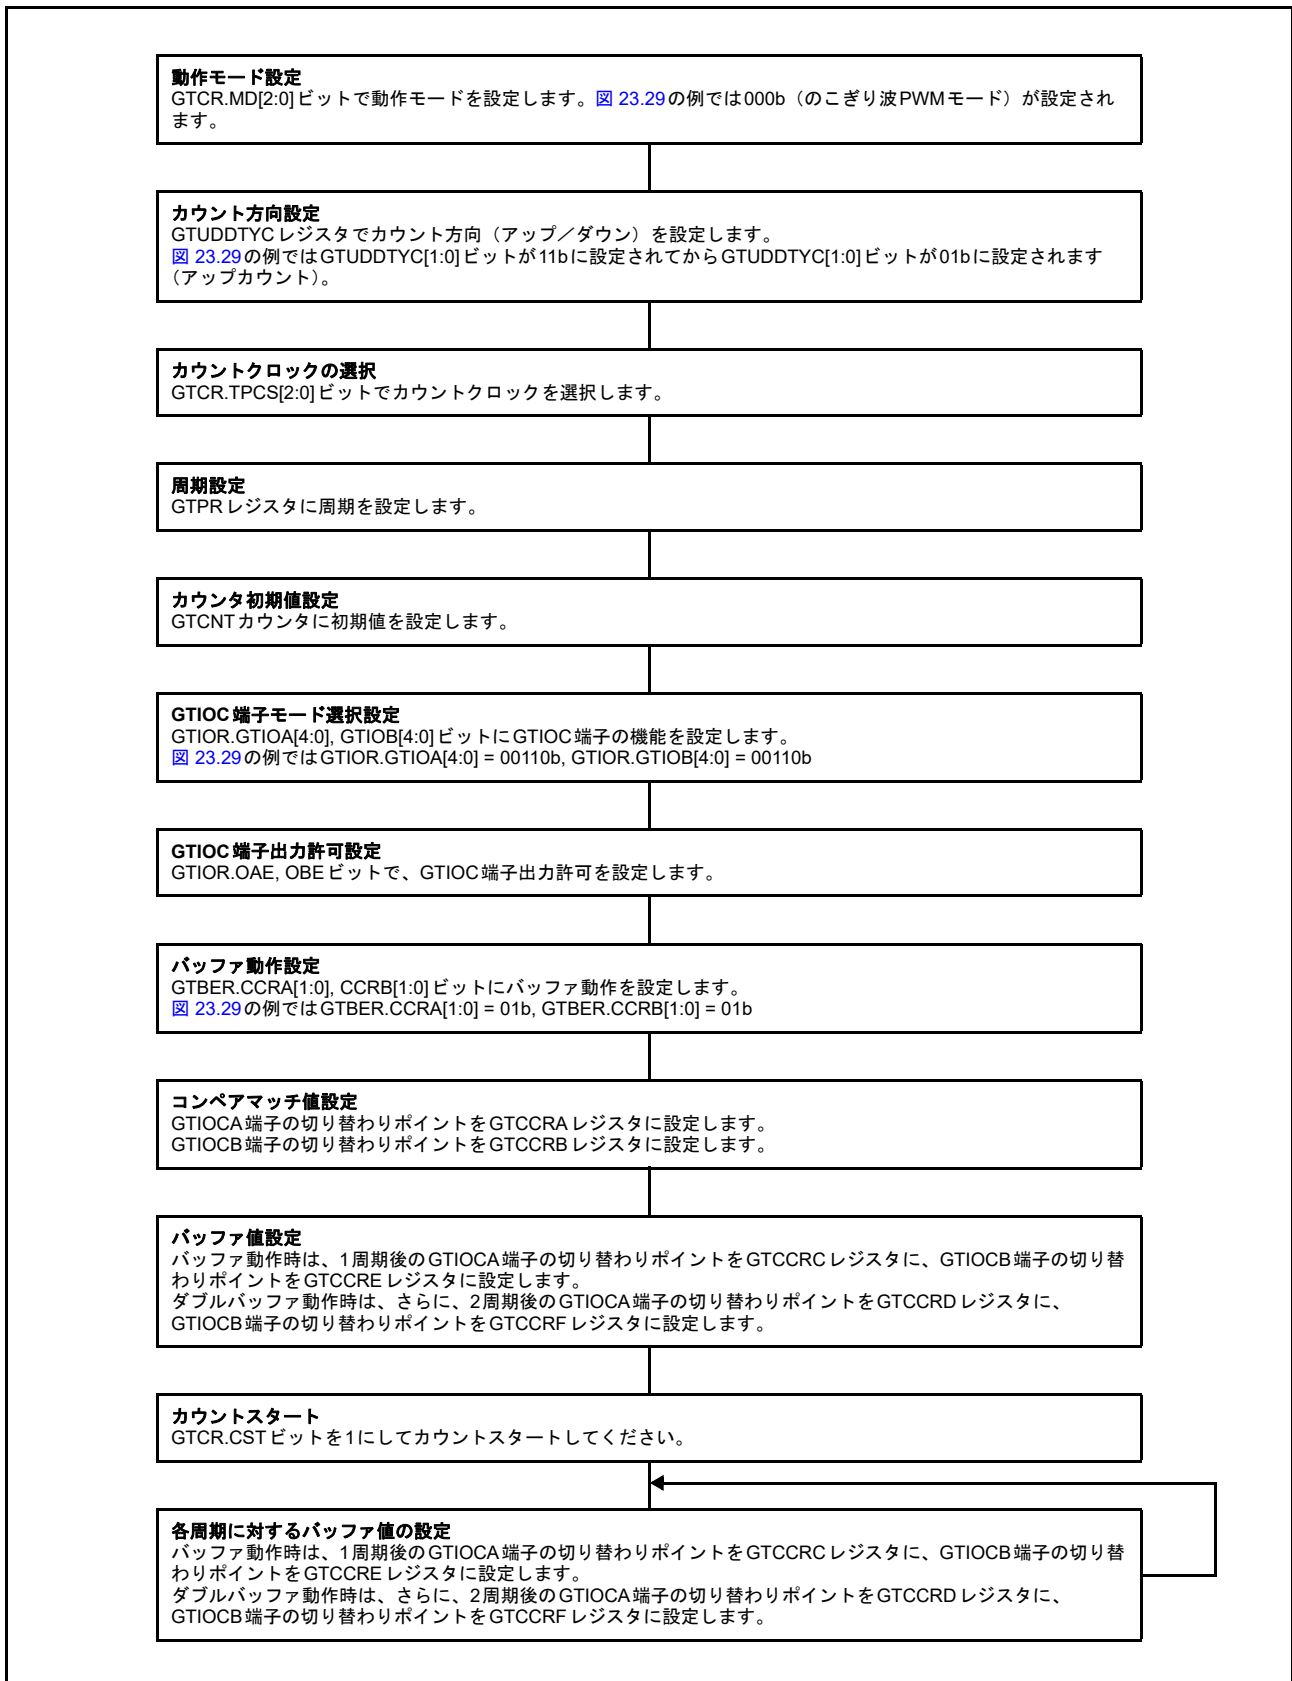 動作モード設定
GTCR.MD[2:0]ビットで動作モードを設定します。図 23.29の例では000b（のこぎり波PWMモード）が設定され
ます。
カウント方向設定
GTUDDTYCレジスタでカウント方向（アップ／ダウン）を設定します。
図 23.29の例ではGTUDDTYC[1:0]ビットが11bに設定されてからGTUDDTYC[1:0]ビットが01bに設定されます
（アップカウント）。
カウントクロックの選択
GTCR.TPCS[2:0]ビットでカウントクロックを選択します。
周期設定
GTPRレジスタに周期を設定します。
カウンタ初期値設定
GTCNTカウンタに初期値を設定します。
GTIOC端子モード選択設定
GTIOR.GTIOA[4:0], GTIOB[4:0]ビットにGTIOC端子の機能を設定します。
図 23.29の例ではGTIOR.GTIOA[4:0] = 00110b, GTIOR.GTIOB[4:0] = 00110b
GTIOC端子出力許可設定
GTIOR.OAE, OBEビットで、GTIOC端子出力許可を設定します。
バッファ動作設定
GTBER.CCRA[1:0], CCRB[1:0]ビットにバッファ動作を設定します。
図 23.29の例ではGTBER.CCRA[1:0] = 01b, GTBER.CCRB[1:0] = 01b
コンペアマッチ値設定
GTIOCA端子の切り替わりポイントをGTCCRAレジスタに設定します。
GTIOCB端子の切り替わりポイントをGTCCRBレジスタに設定します。
バッファ値設定
バッファ動作時は、1周期後のGTIOCA端子の切り替わりポイントをGTCCRCレジスタに、GTIOCB端子の切り替
わりポイントをGTCCREレジスタに設定します。
ダブルバッファ動作時は、さらに、2周期後のGTIOCA端子の切り替わりポイントをGTCCRDレジスタに、
GTIOCB端子の切り替わりポイントをGTCCRFレジスタに設定します。
カウントスタート
GTCR.CSTビットを1にしてカウントスタートしてください。
各周期に対するバッファ値の設定
バッファ動作時は、1周期後のGTIOCA端子の切り替わりポイントをGTCCRCレジスタに、GTIOCB端子の切り替
わりポイントをGTCCREレジスタに設定します。
ダブルバッファ動作時は、さらに、2周期後のGTIOCA端子の切り替わりポイントをGTCCRDレジスタに、
GTIOCB端子の切り替わりポイントをGTCCRFレジスタに設定します。